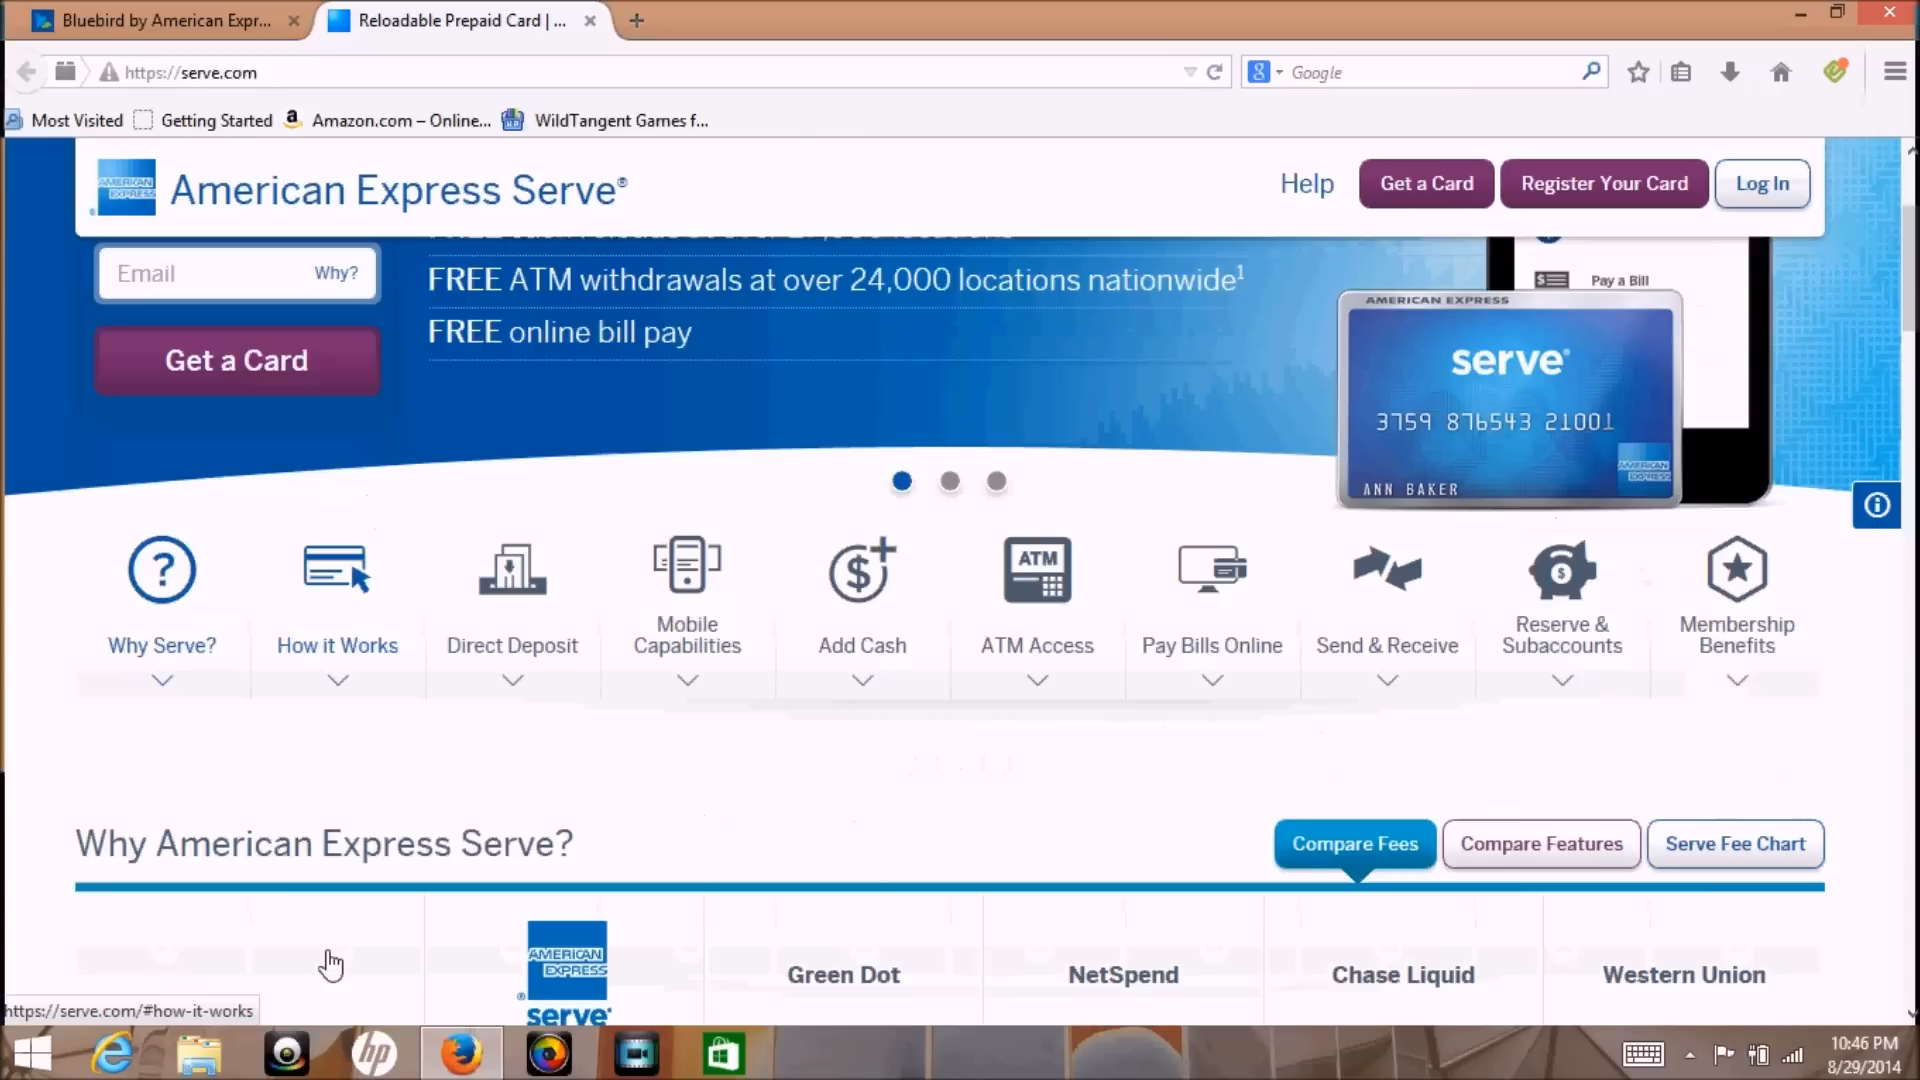 Bluebird by American Expr...
Reloadable Prepaid Card | ...
https://serve.com
Google
Most Visited
Getting Started
Amazon.com – Online...
WildTangent Games f...
AMERICAN EXPRESS
American Express Serve®
Help
Get a Card
Register Your Card
Log In
Email
Why?
Get a Card
FREE ATM withdrawals at over 24,000 locations nationwide¹
FREE online bill pay
Pay a Bill
AMERICAN EXPRESS
serve®
3759 876543 21001
AMERICAN EXPRESS
ANN BAKER
ATM
Why Serve?
How it Works
Direct Deposit
Mobile Capabilities
Add Cash
ATM Access
Pay Bills Online
Send & Receive
Reserve & Subaccounts
Membership Benefits
Why American Express Serve?
Compare Fees
Compare Features
Serve Fee Chart
AMERICAN EXPRESS
serve®
Green Dot
NetSpend
Chase Liquid
Western Union
https://serve.com/#how-it-works
hp
10:46 PM
8/29/2014